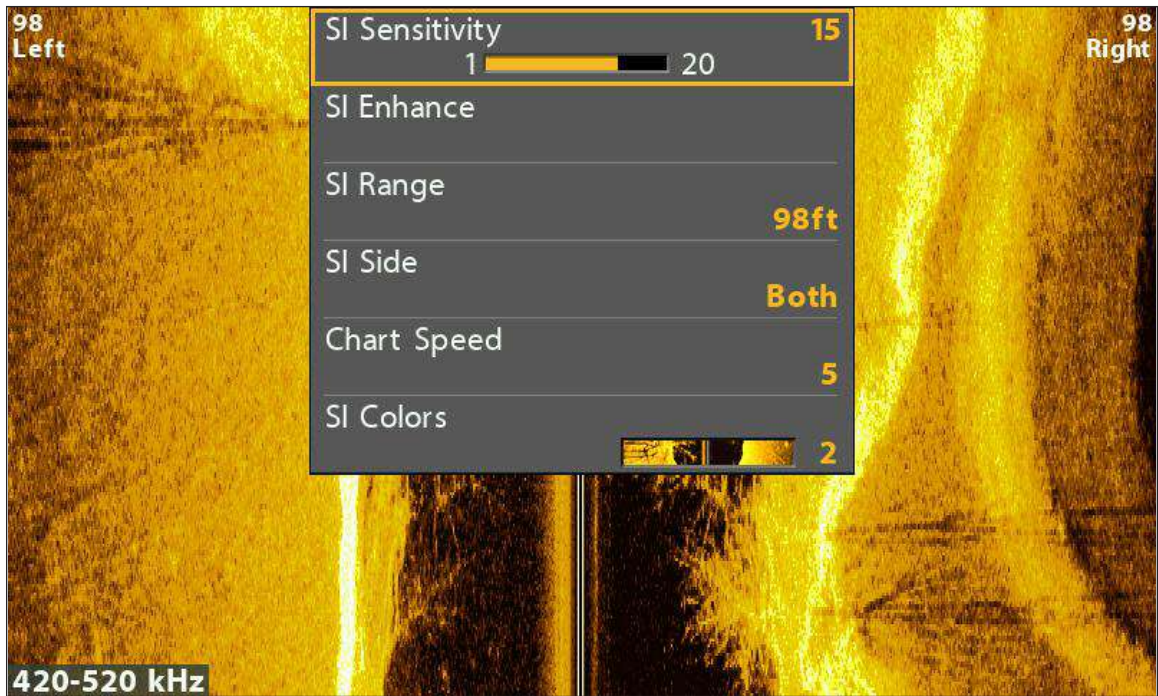 98
Left
98
Right
SI Sensitivity 15
1 20
SI Enhance
SI Range
98ft
SI Side
Both
Chart Speed
5
SI Colors
2
420-520 kHz